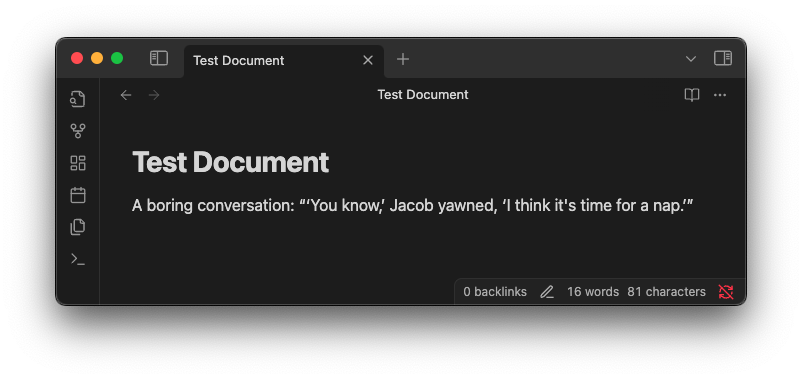 Test Document
Test Document
Test Document
A boring conversation: “‘You know,’ Jacob yawned, ‘I think it's time for a nap.’”
0 backlinks 16 words 81 characters